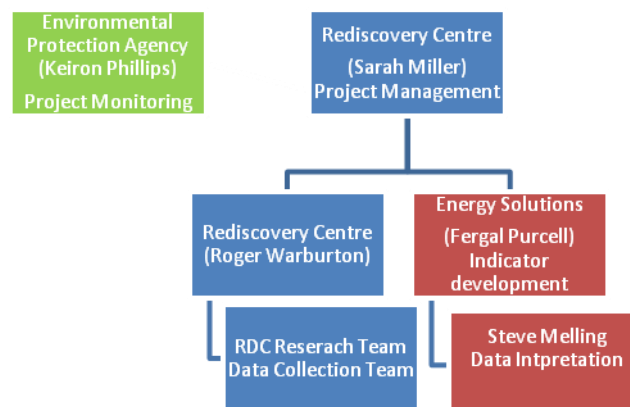 Environmental
Protection Agency
(Keiron Phillips)
Project Monitoring
Rediscovery Centre
(Sarah Miller)
Project Management
Rediscovery Centre
(Roger Warburton)
Energy Solutions
(Fergal Purcell)
Indicator
development
RDC Reserach Team
Data Collection Team
Steve Melling
Data Intpretation